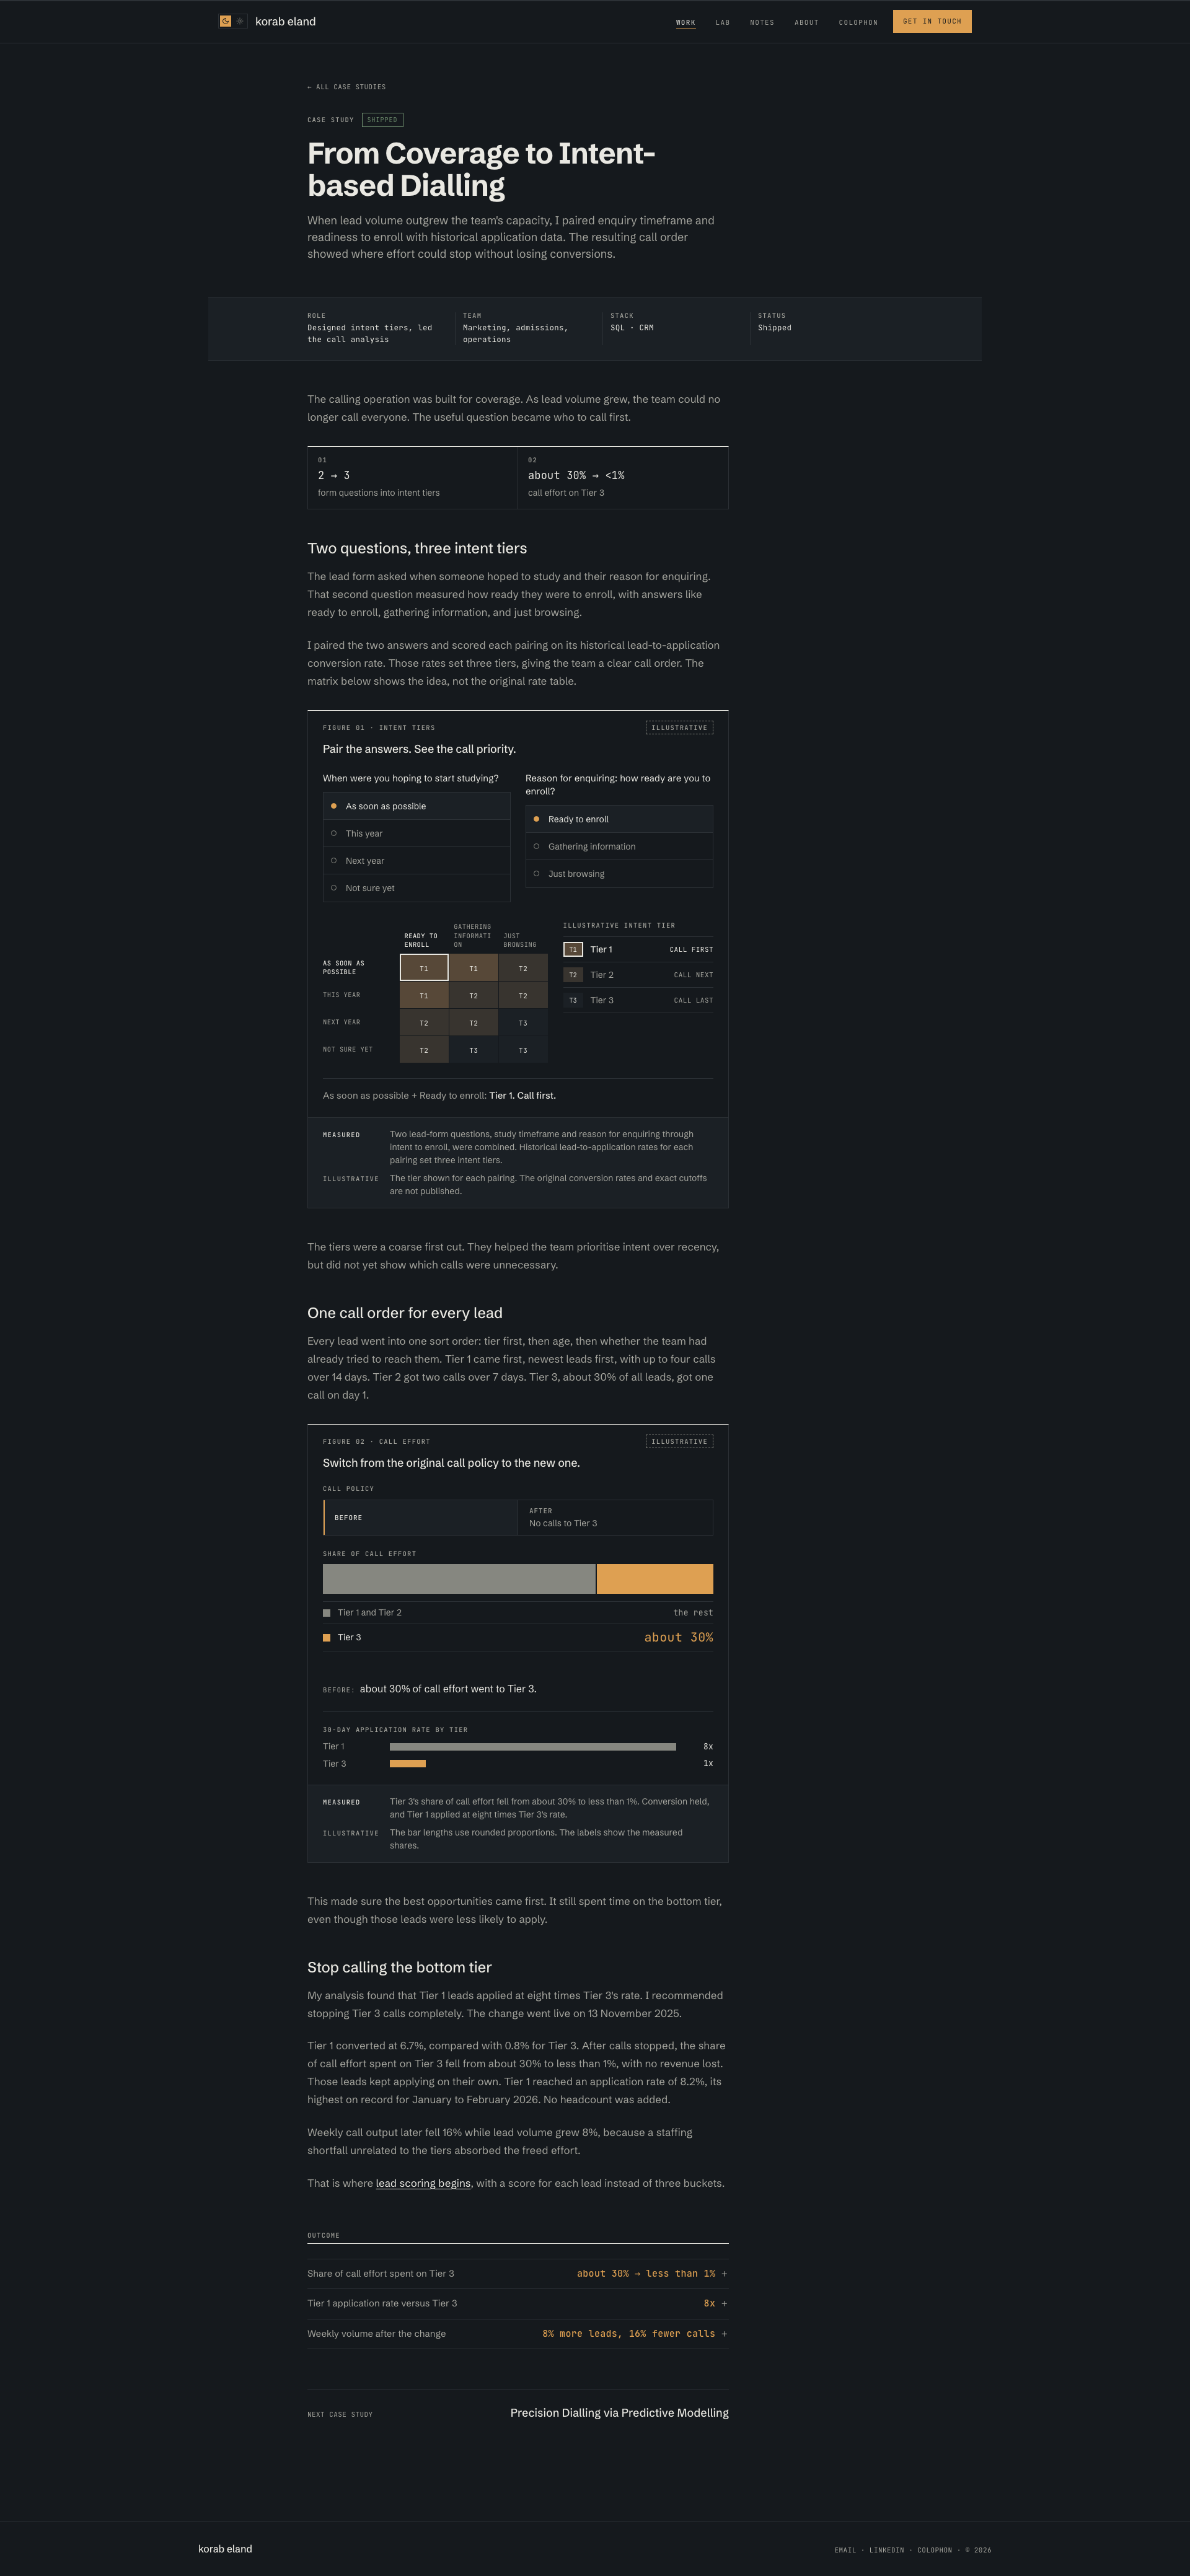 korab eland
WORK LAB NOTES ABOUT COLOPHON GET IN TOUCH
← ALL CASE STUDIES
CASE STUDY SHIPPED
From Coverage to Intent-
based Dialling
When lead volume outgrew the team's capacity, I paired enquiry timeframe and
readiness to enroll with historical application data. The resulting call order
showed where effort could stop without losing conversions.
ROLE
Designed intent tiers, led
the call analysis
TEAM
Marketing, admissions,
operations
STACK
SQL · CRM
STATUS
Shipped
The calling operation was built for coverage. As lead volume grew, the team could no
longer call everyone. The useful question became who to call first.
01
2 → 3
form questions into intent tiers
02
about 30% → <1%
call effort on Tier 3
Two questions, three intent tiers
The lead form asked when someone hoped to study and their reason for enquiring.
That second question measured how ready they were to enroll, with answers like
ready to enroll, gathering information, and just browsing.
I paired the two answers and scored each pairing on its historical lead-to-application
conversion rate. Those rates set three tiers, giving the team a clear call order. The
matrix below shows the idea, not the original rate table.
FIGURE 01 · INTENT TIERS
ILLUSTRATIVE
Pair the answers. See the call priority.
When were you hoping to start studying?
As soon as possible
This year
Next year
Not sure yet
Reason for enquiring: how ready are you to
enroll?
Ready to enroll
Gathering information
Just browsing
READY TO
ENROLL
GATHERING
INFORMATI
ON
JUST
BROWSING
AS SOON AS
POSSIBLE
T1 T1 T2
THIS YEAR T1 T2 T2
NEXT YEAR T2 T2 T3
NOT SURE YET T2 T3 T3
ILLUSTRATIVE INTENT TIER
T1 Tier 1 CALL FIRST
T2 Tier 2 CALL NEXT
T3 Tier 3 CALL LAST
As soon as possible + Ready to enroll: Tier 1. Call first.
MEASURED
Two lead-form questions, study timeframe and reason for enquiring through
intent to enroll, were combined. Historical lead-to-application rates for each
pairing set three intent tiers.
ILLUSTRATIVE
The tier shown for each pairing. The original conversion rates and exact cutoffs
are not published.
The tiers were a coarse first cut. They helped the team prioritise intent over recency,
but did not yet show which calls were unnecessary.
One call order for every lead
Every lead went into one sort order: tier first, then age, then whether the team had
already tried to reach them. Tier 1 came first, newest leads first, with up to four calls
over 14 days. Tier 2 got two calls over 7 days. Tier 3, about 30% of all leads, got one
call on day 1.
FIGURE 02 · CALL EFFORT
ILLUSTRATIVE
Switch from the original call policy to the new one.
CALL POLICY
BEFORE
AFTER
No calls to Tier 3
SHARE OF CALL EFFORT
Tier 1 and Tier 2 the rest
Tier 3 about 30%
BEFORE: about 30% of call effort went to Tier 3.
30-DAY APPLICATION RATE BY TIER
Tier 1 8x
Tier 3 1x
MEASURED
Tier 3's share of call effort fell from about 30% to less than 1%. Conversion held,
and Tier 1 applied at eight times Tier 3's rate.
ILLUSTRATIVE
The bar lengths use rounded proportions. The labels show the measured
shares.
This made sure the best opportunities came first. It still spent time on the bottom tier,
even though those leads were less likely to apply.
Stop calling the bottom tier
My analysis found that Tier 1 leads applied at eight times Tier 3's rate. I recommended
stopping Tier 3 calls completely. The change went live on 13 November 2025.
Tier 1 converted at 6.7%, compared with 0.8% for Tier 3. After calls stopped, the share
of call effort spent on Tier 3 fell from about 30% to less than 1%, with no revenue lost.
Those leads kept applying on their own. Tier 1 reached an application rate of 8.2%, its
highest on record for January to February 2026. No headcount was added.
Weekly call output later fell 16% while lead volume grew 8%, because a staffing
shortfall unrelated to the tiers absorbed the freed effort.
That is where lead scoring begins, with a score for each lead instead of three buckets.
OUTCOME
Share of call effort spent on Tier 3 about 30% → less than 1% +
Tier 1 application rate versus Tier 3 8x +
Weekly volume after the change 8% more leads, 16% fewer calls +
NEXT CASE STUDY Precision Dialling via Predictive Modelling
korab eland
EMAIL · LINKEDIN · COLOPHON · © 2026